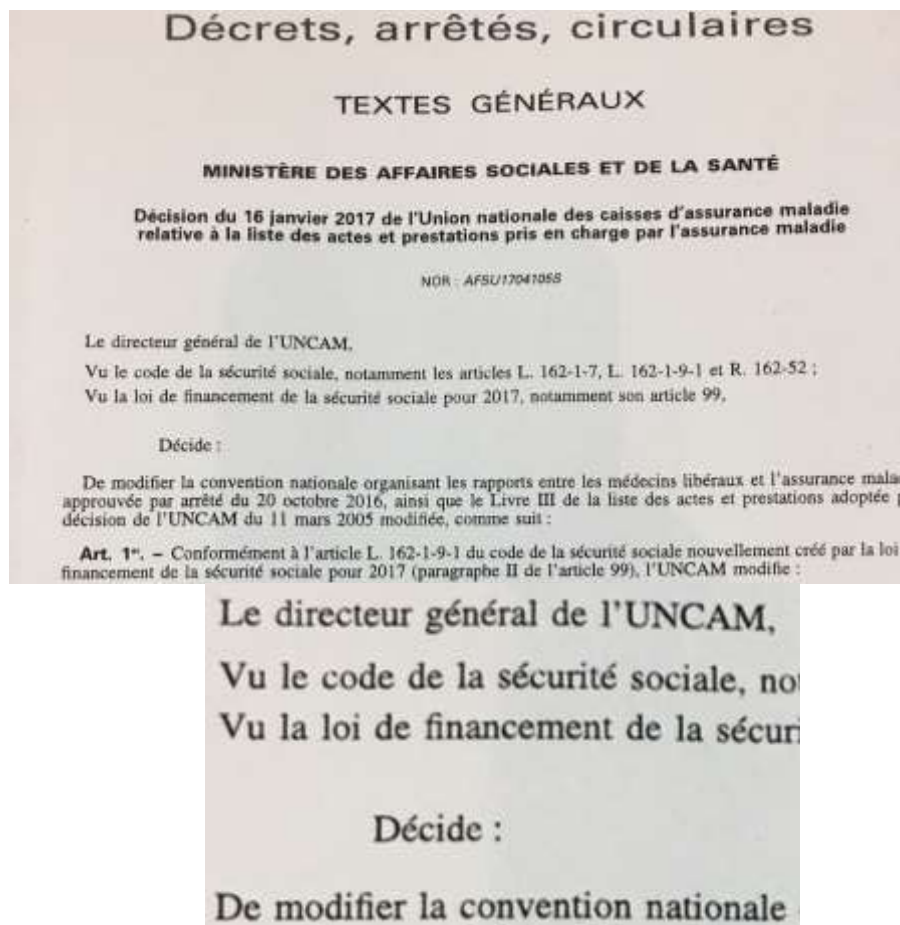 Décrets, arrêtés, circulaires
TEXTES GÉNÉRAUX
MINISTÈRE DES AFFAIRES SOCIALES ET DE LA SANTÉ
Décision du 16 janvier 2017 de l'Union nationale des caisses d'assurance maladie
relative à la liste des actes et prestations pris en charge par l'assurance maladie
NOR : AFSU1704105S
Le directeur général de l'UNCAM,
Vu le code de la sécurité sociale, notamment les articles L. 162-1-7, L. 162-1-9-1 et R. 162-52 ;
Vu la loi de financement de la sécurité sociale pour 2017, notamment son article 99,
Décide :
De modifier la convention nationale organisant les rapports entre les médecins libéraux et l'assurance mala
approuvée par arrêté du 20 octobre 2016, ainsi que le Livre III de la liste des actes et prestations adoptée p
décision de l'UNCAM du 11 mars 2005 modifiée, comme suit :
Art. 1er. – Conformément à l'article L. 162-1-9-1 du code de la sécurité sociale nouvellement créé par la loi
financement de la sécurité sociale pour 2017 (paragraphe II de l'article 99), l'UNCAM modifie :
Le directeur général de l'UNCAM,
Vu le code de la sécurité sociale, no
Vu la loi de financement de la sécuri
Décide :
De modifier la convention nationale